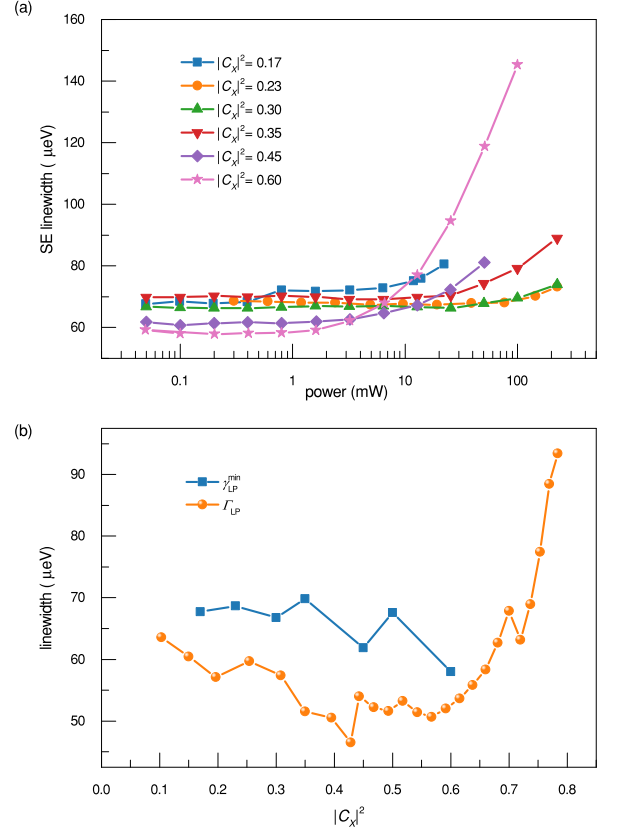 (a)
160
140
120
100
80
60
SE linewidth ( μeV)
|C_X|²= 0.17
|C_X|²= 0.23
|C_X|²= 0.30
|C_X|²= 0.35
|C_X|²= 0.45
|C_X|²= 0.60
0.1 1 10 100
power (mW)
(b)
90
80
70
60
50
linewidth ( μeV)
γ_LP^min
Γ_LP
0.0 0.1 0.2 0.3 0.4 0.5 0.6 0.7 0.8
|C_X|²